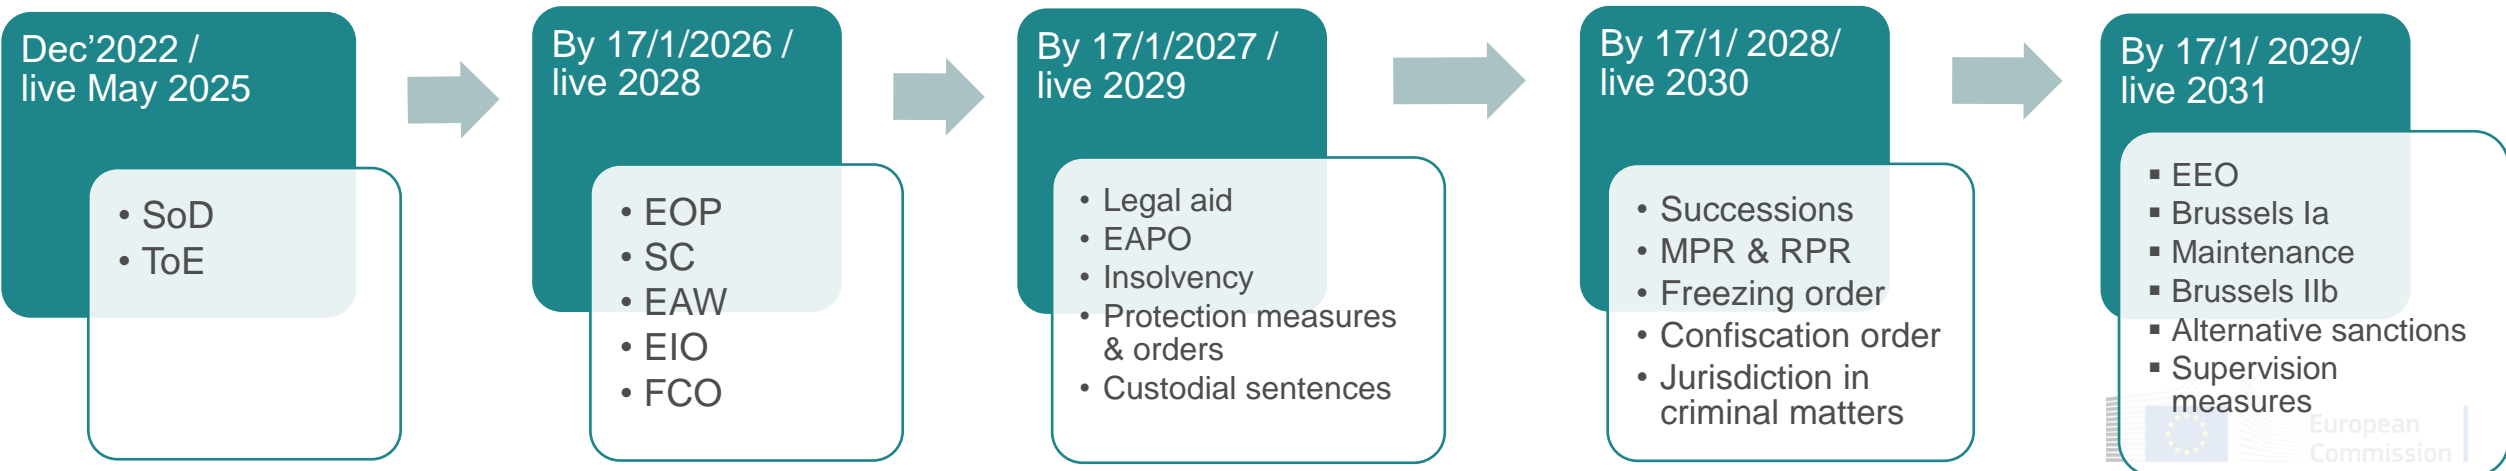 Dec’2022 /
live May 2025
• SoD
• ToE
By 17/1/2026 /
live 2028
• EOP
• SC
• EAW
• EIO
• FCO
By 17/1/2027 /
live 2029
• Legal aid
• EAPO
• Insolvency
• Protection measures
& orders
• Custodial sentences
By 17/1/ 2028/
live 2030
• Successions
• MPR & RPR
• Freezing order
• Confiscation order
• Jurisdiction in
criminal matters
By 17/1/ 2029/
live 2031
▪ EEO
▪ Brussels Ia
▪ Maintenance
▪ Brussels IIb
▪ Alternative sanctions
▪ Supervision
measures
European
Commission